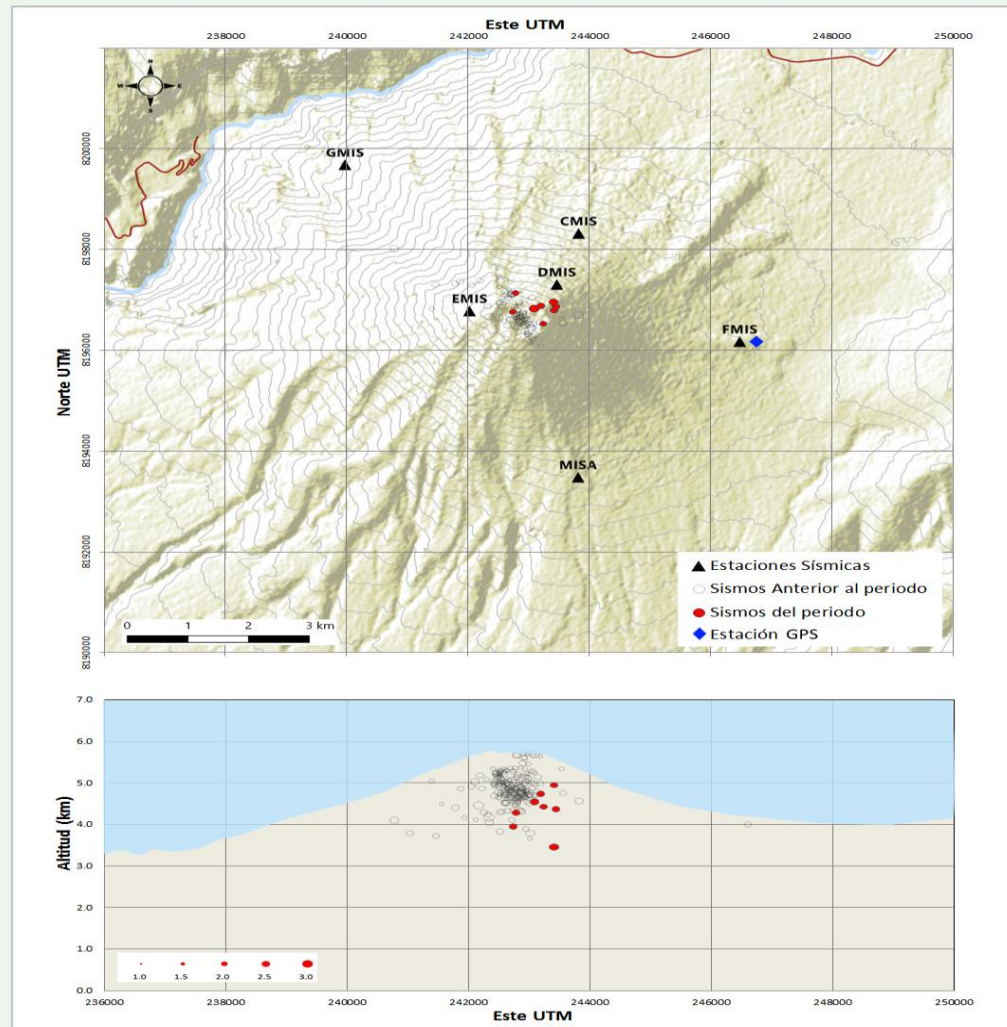 Este UTM
238000 240000 242000 244000 246000 248000 250000
N
W E
S
8200000
GMIS
CMIS
8198000
DMIS
EMIS
FMIS
8196000
Norte UTM
8194000
MISA
8192000
Estaciones Sísmicas
Sismos Anterior al periodo
Sismos del periodo
Estación GPS
0 1 2 3 km
8190000
7.0
6.0
5.0
4.0
3.0
2.0
1.0
0.0
Altitud (km)
1.0 1.5 2.0 2.5 3.0
236000 238000 240000 242000 244000 246000 248000 250000
Este UTM